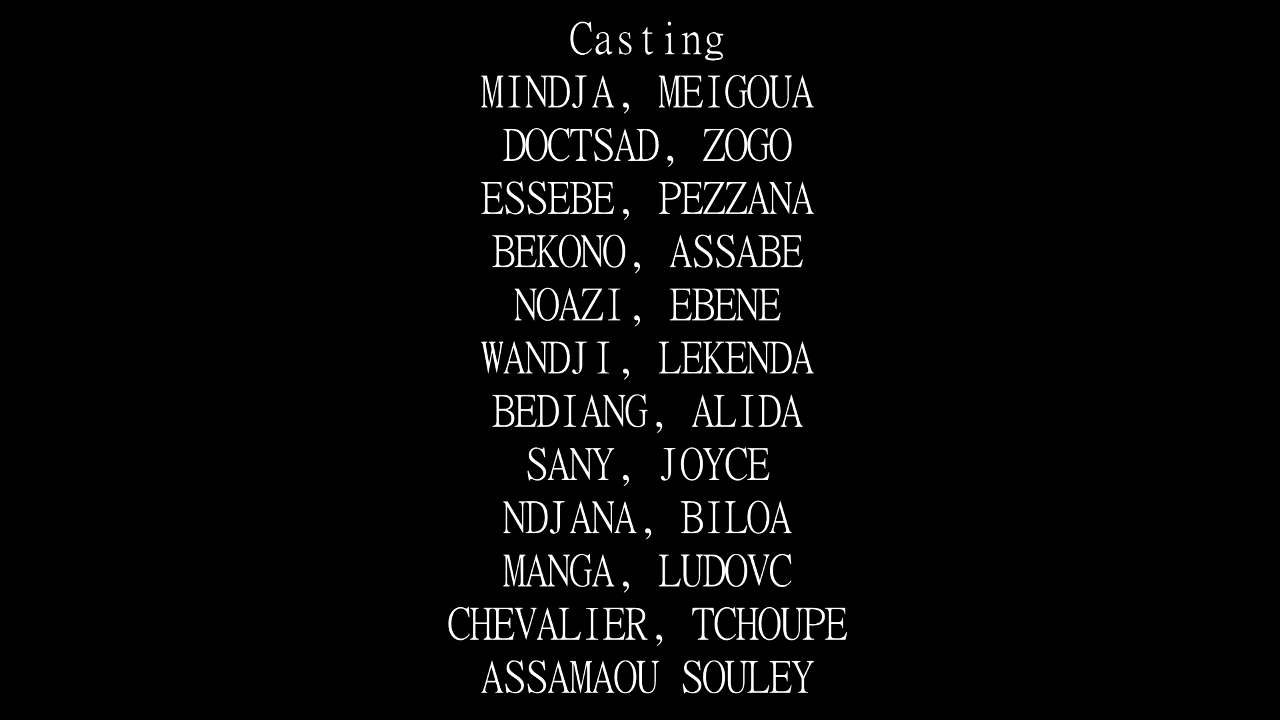 Casting
MINDJA, MEIGOUA
DOCTSAD, ZOGO
ESSEBE, PEZZANA
BEKONO, ASSABE
NOAZI, EBENE
WANDJI, LEKENDA
BEDIANG, ALIDA
SANY, JOYCE
NDJANA, BILOA
MANGA, LUDOVC
CHEVALIER, TCHOUPE
ASSAMAOU SOULEY